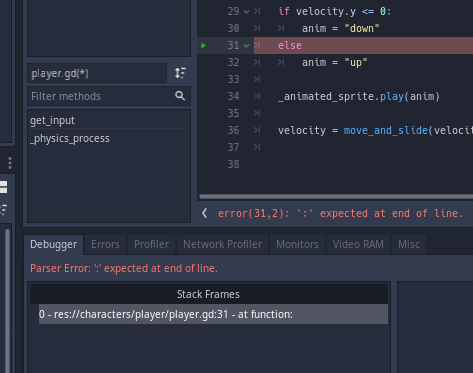 29 if velocity.y <= 0:
30 anim = "down"
31 else
32 anim = "up"
33
34 _animated_sprite.play(anim)
35
36 velocity = move_and_slide(velocit
37
38
player.gd(*)
Filter methods
get_input
_physics_process
error(31,2): ':' expected at end of line.
Debugger Errors Profiler Network Profiler Monitors Video RAM Misc
Parser Error: ':' expected at end of line.
Stack Frames
0 - res://characters/player/player.gd:31 - at function: